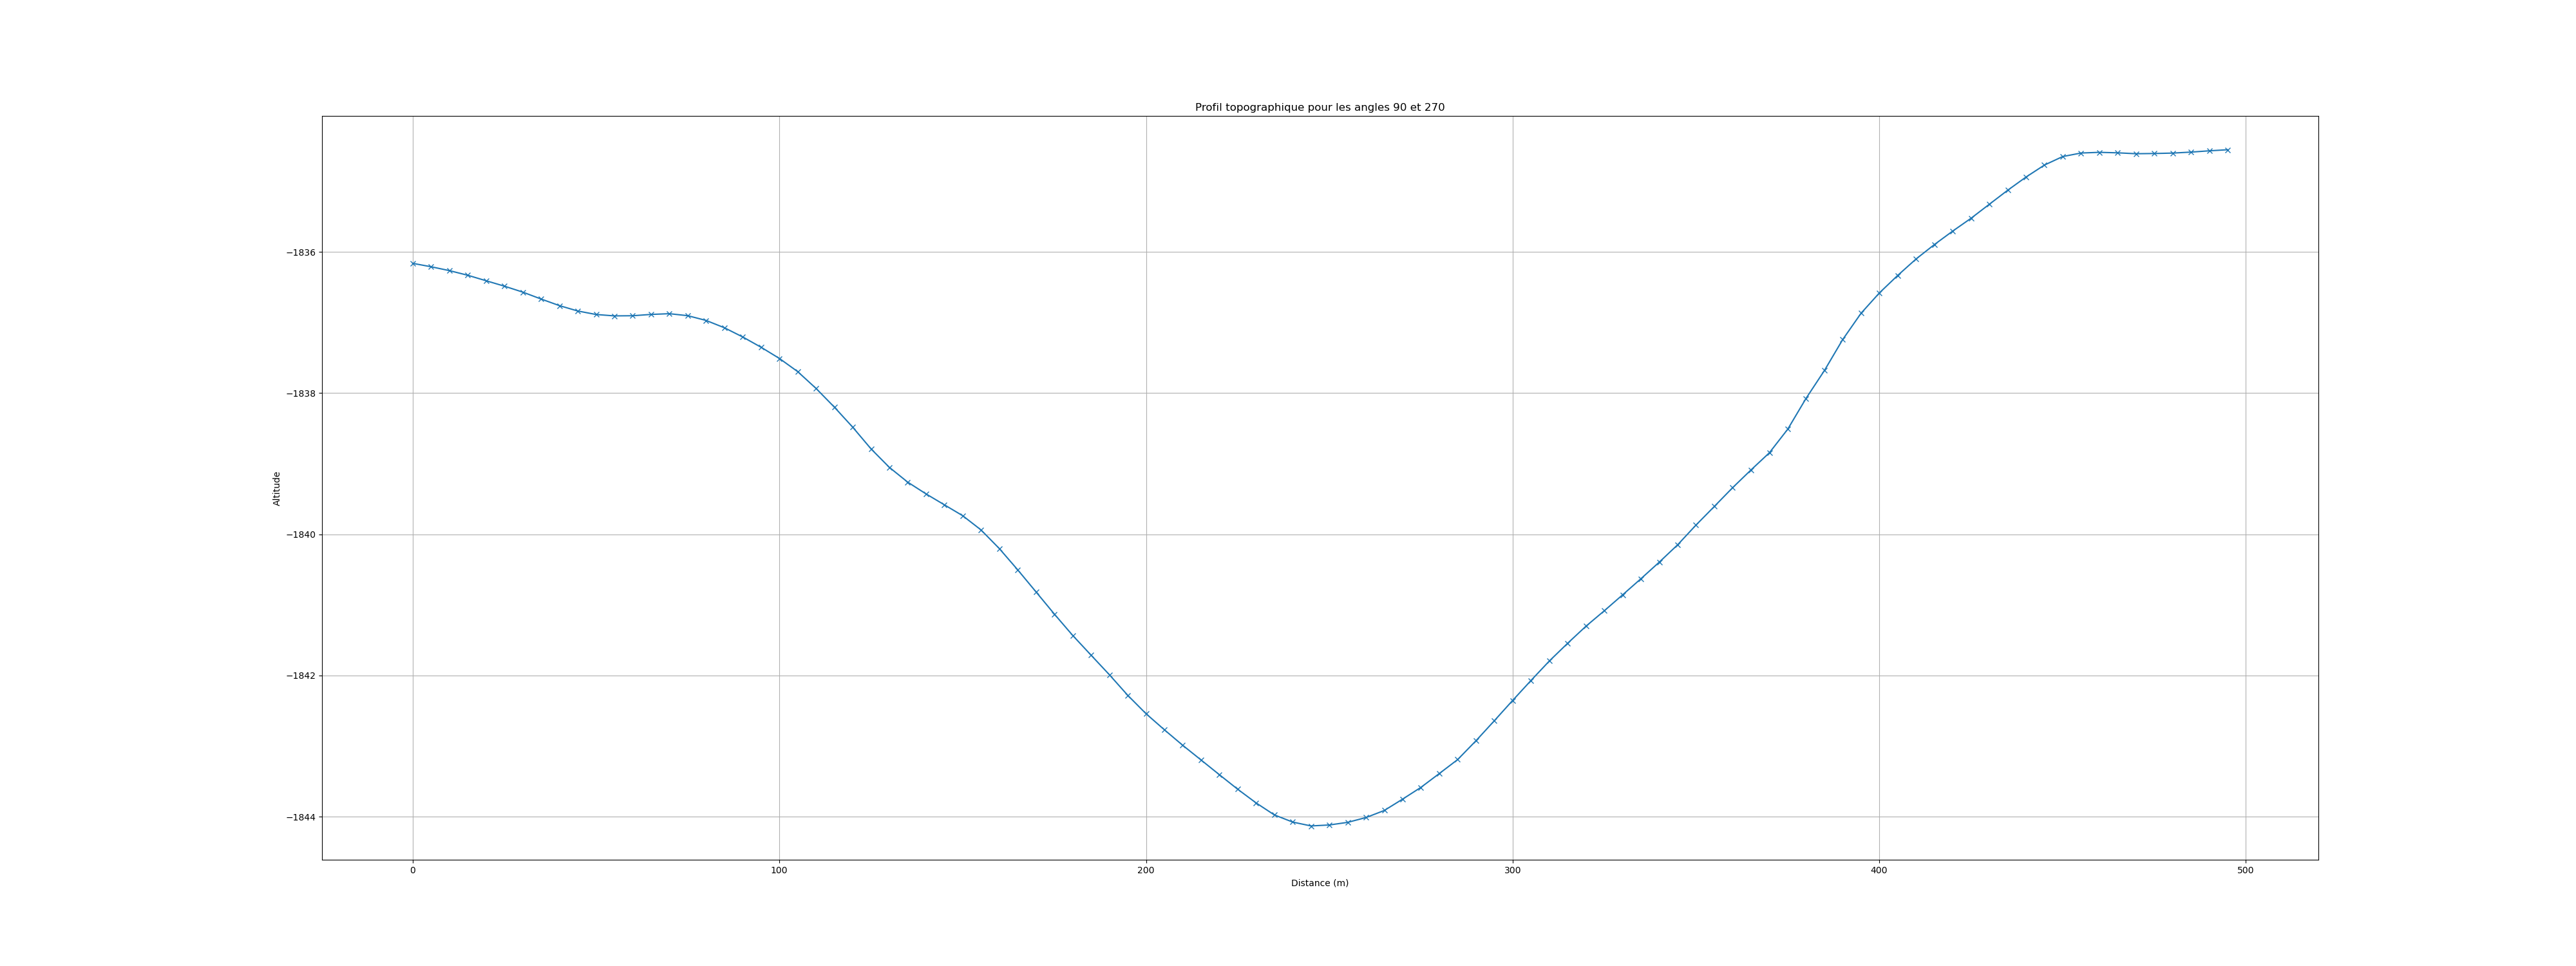 Profil topographique pour les angles 90 et 270
Altitude
−1836
−1838
−1840
−1842
−1844
0 100 200 300 400 500
Distance (m)